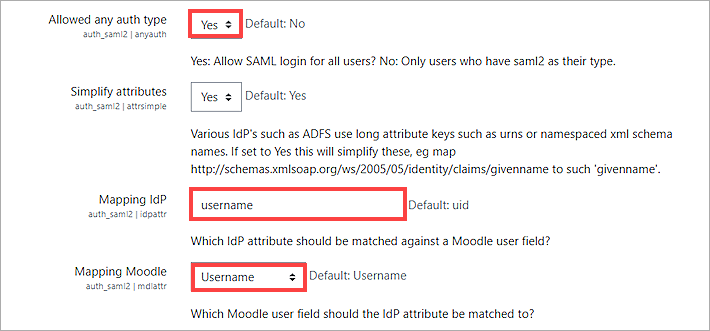 Allowed any auth type Yes Default: No
auth_saml2 | anyauth
Yes: Allow SAML login for all users? No: Only users who have saml2 as their type.
Simplify attributes Yes Default: Yes
auth_saml2 | attrsimple
Various IdP's such as ADFS use long attribute keys such as urns or namespaced xml schema
names. If set to Yes this will simplify these, eg map
http://schemas.xmlsoap.org/ws/2005/05/identity/claims/givenname to such 'givenname'.
Mapping IdP username Default: uid
auth_saml2 | idpattr
Which IdP attribute should be matched against a Moodle user field?
Mapping Moodle Username Default: Username
auth_saml2 | mdlattr
Which Moodle user field should the IdP attribute be matched to?